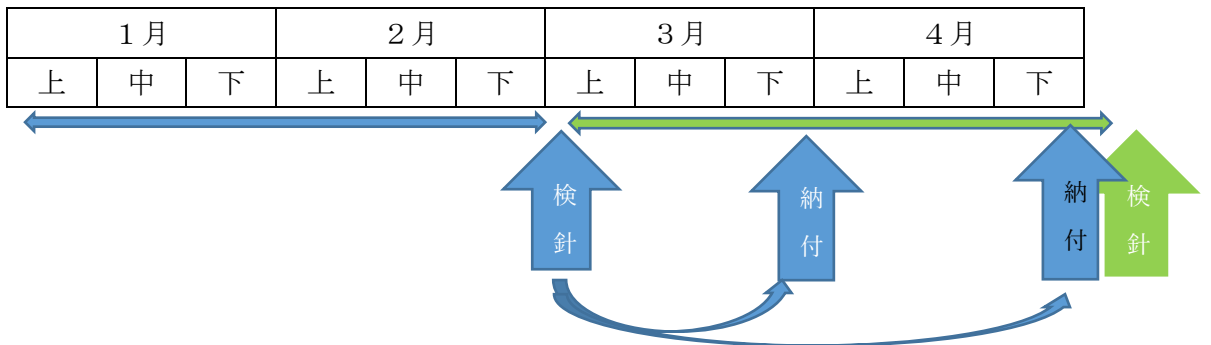 １月 ２月 ３月 ４月
上 中 下 上 中 下 上 中 下 上 中 下
検針
納付
納付
検針